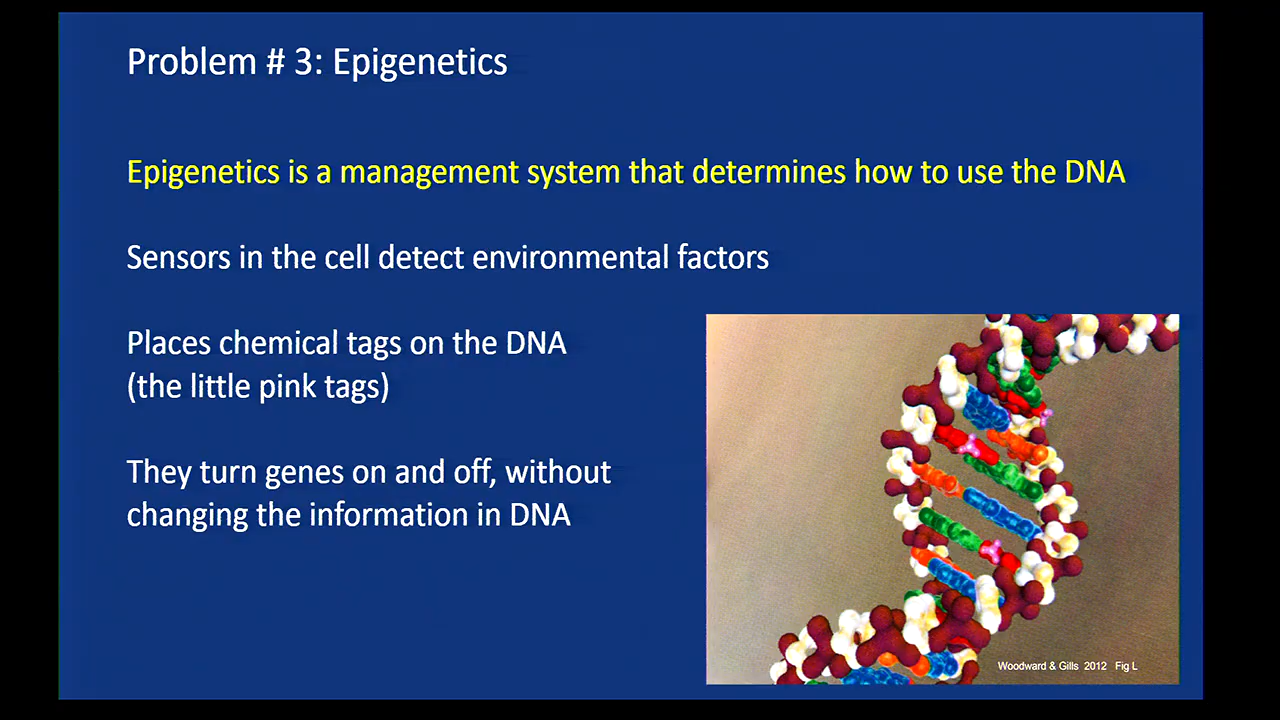 Problem # 3: Epigenetics
Epigenetics is a management system that determines how to use the DNA
Sensors in the cell detect environmental factors
Places chemical tags on the DNA
(the little pink tags)
They turn genes on and off, without
changing the information in DNA
Woodward & Gills 2012 Fig L